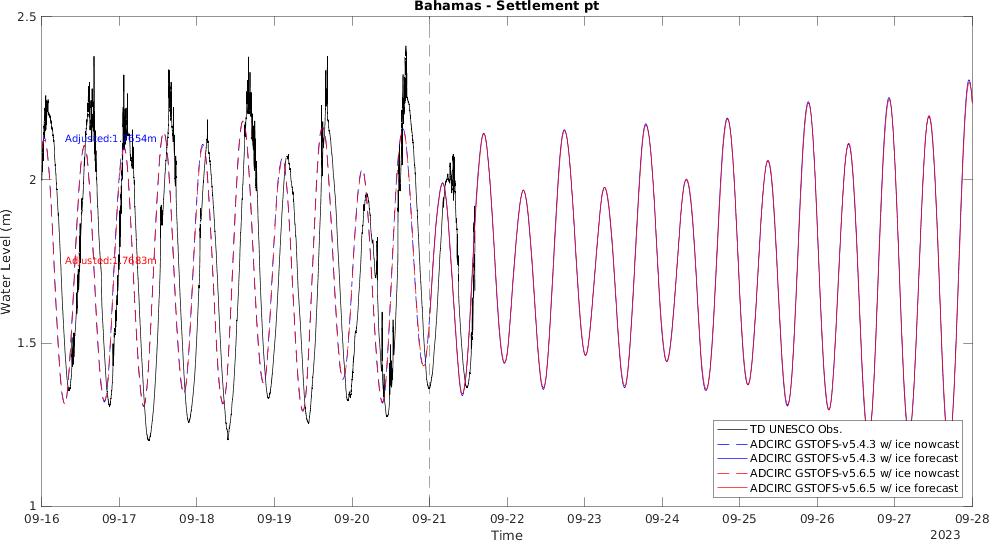 Bahamas - Settlement pt
2.5
2
1.5
1
Water Level (m)
Adjusted:1.7683m
TD UNESCO Obs.
ADCIRC GSTOFS-v5.4.3 w/ ice nowcast
ADCIRC GSTOFS-v5.4.3 w/ ice forecast
ADCIRC GSTOFS-v5.6.5 w/ ice nowcast
ADCIRC GSTOFS-v5.6.5 w/ ice forecast
09-16 09-17 09-18 09-19 09-20 09-21 09-22 09-23 09-24 09-25 09-26 09-27 09-28
Time
2023